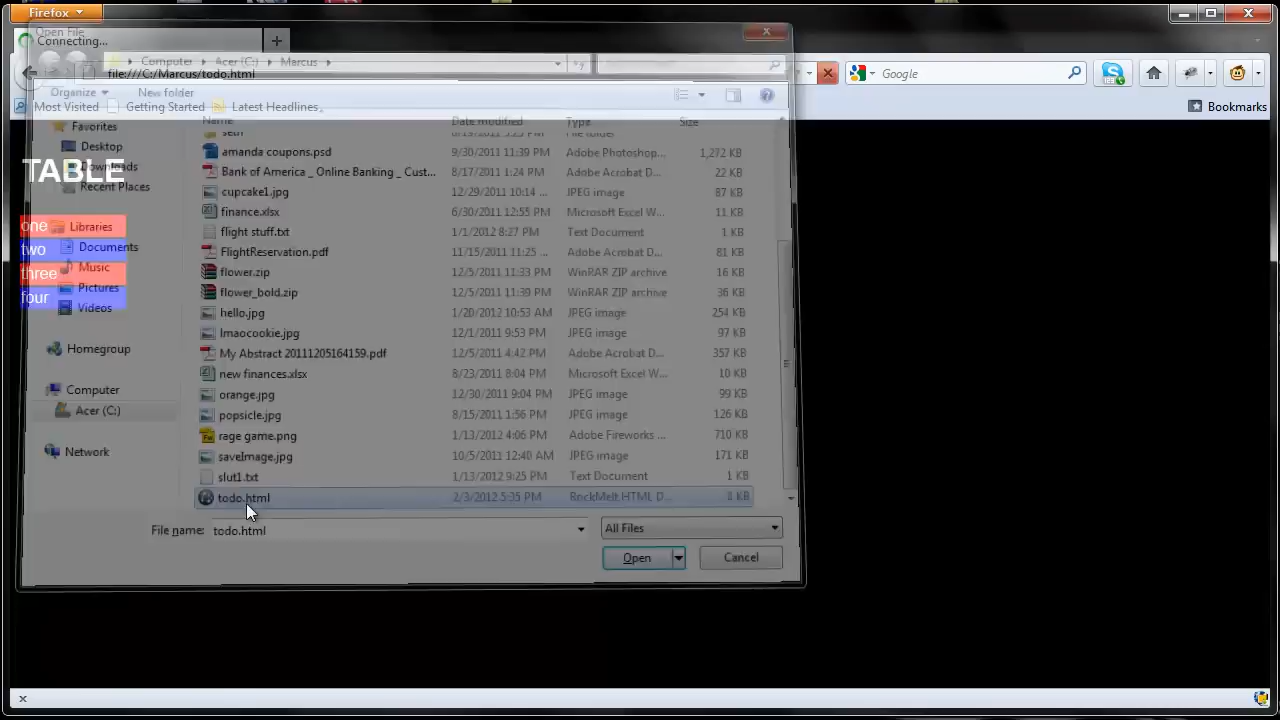 Firefox
Open File
Connecting...
Computer
Acer (C:)
Marcus
file:///C:/Marcus/todo.html
Google
Organize
New folder
Most Visited
Getting Started
Latest Headlines
Bookmarks
Name
Date modified
Type
Size
Favorites
Desktop
Downloads
Recent Places
TABLE
Libraries
Documents
Music
Pictures
Videos
one
two
three
four
Homegroup
Computer
Acer (C:)
Network
seth 8/19/2011 3:23 PM File folder
amanda coupons.psd 9/30/2011 11:39 PM Adobe Photoshop... 1,272 KB
Bank of America _ Online Banking _ Cust... 8/17/2011 1:24 PM Adobe Acrobat D... 22 KB
cupcake1.jpg 12/29/2011 10:14 ... JPEG image 87 KB
finance.xlsx 6/30/2011 12:55 PM Microsoft Excel W... 11 KB
flight stuff.txt 1/1/2012 8:27 PM Text Document 1 KB
FlightReservation.pdf 11/15/2011 11:25 ... Adobe Acrobat D... 81 KB
flower.zip 12/5/2011 11:33 PM WinRAR ZIP archive 16 KB
flower_bold.zip 12/5/2011 11:39 PM WinRAR ZIP archive 36 KB
hello.jpg 1/20/2012 10:53 AM JPEG image 254 KB
lmaocookie.jpg 12/1/2011 9:53 PM JPEG image 97 KB
My Abstract 20111205164159.pdf 12/5/2011 4:42 PM Adobe Acrobat D... 357 KB
new finances.xlsx 8/23/2011 8:04 PM Microsoft Excel W... 10 KB
orange.jpg 12/30/2011 9:04 PM JPEG image 99 KB
popsicle.jpg 8/15/2011 1:56 PM JPEG image 126 KB
rage game.png 1/13/2012 4:06 PM Adobe Fireworks ... 710 KB
saveImage.jpg 10/5/2011 12:40 AM JPEG image 171 KB
slut1.txt 1/13/2012 9:25 PM Text Document 1 KB
todo.html 2/3/2012 5:35 PM RockMelt HTML D... 8 KB
File name: todo.html
All Files
Open
Cancel